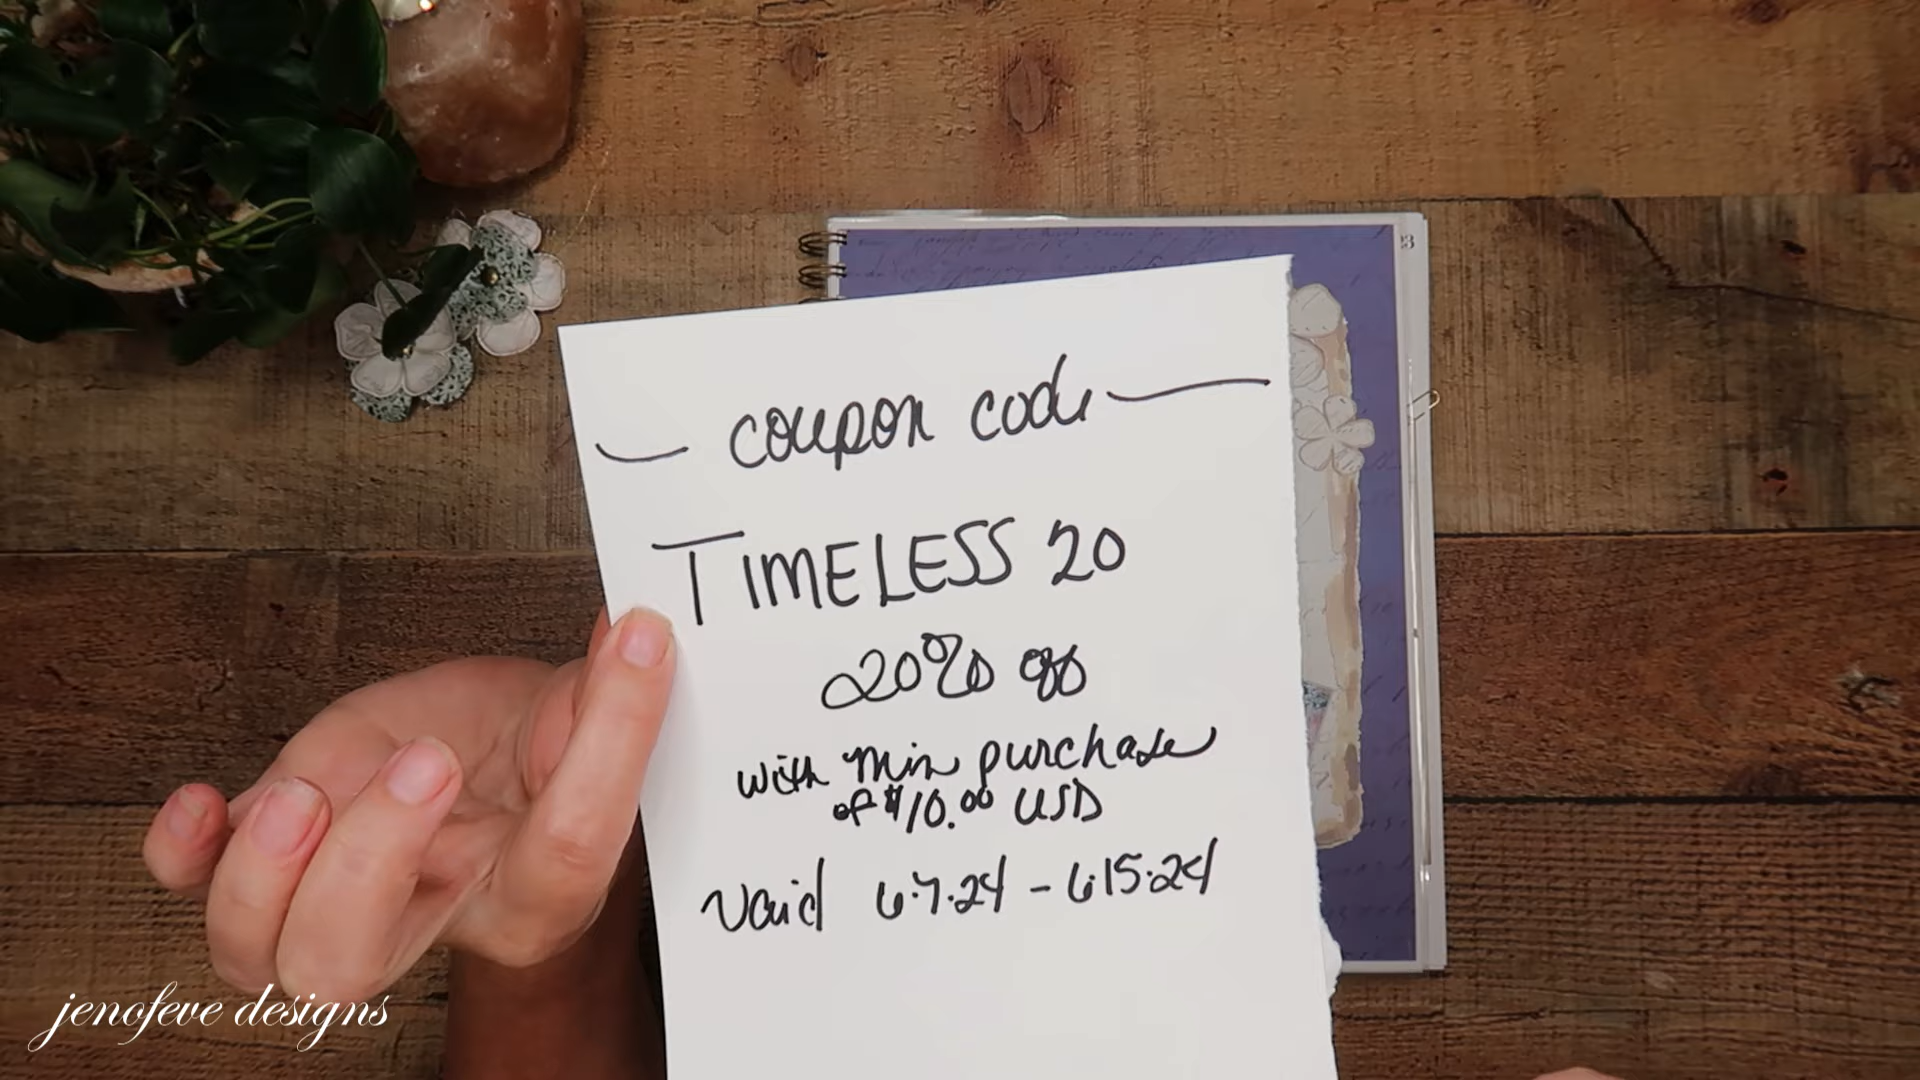 coupon code
TIMELESS 20
20% off
with min purchase
of $10.00 USD
Valid 6.7.24 - 6.15.24
jenofeve designs